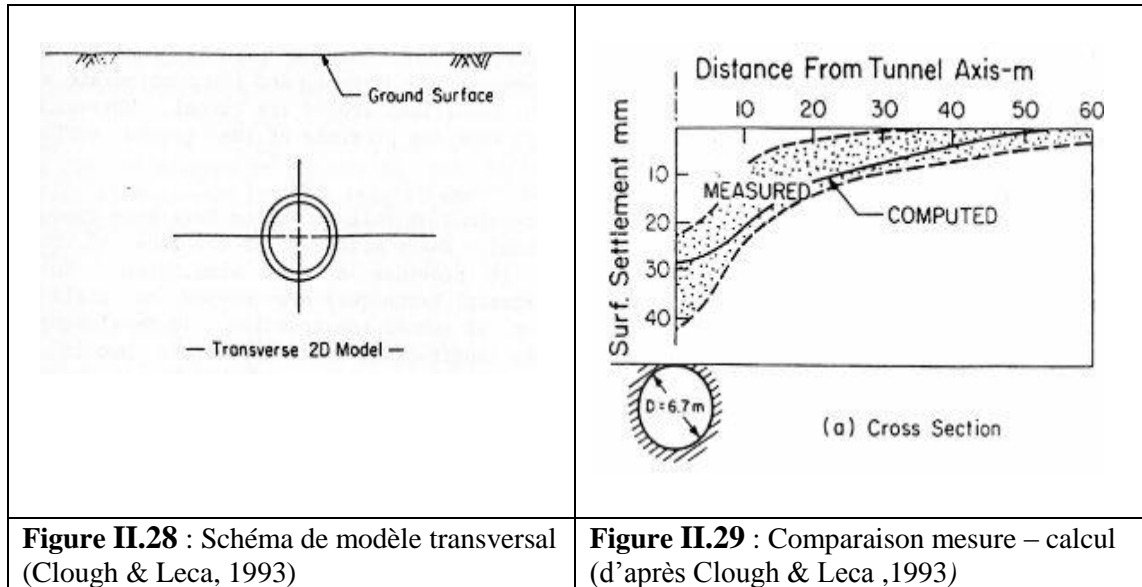 Ground Surface
— Transverse 2D Model —
Figure II.28 : Schéma de modèle transversal
(Clough & Leca, 1993)
Distance From Tunnel Axis-m
10 20 30 40 50 60
Surf. Settlement mm
10
20
30
40
MEASURED
COMPUTED
D=6.7m
(a) Cross Section
Figure II.29 : Comparaison mesure – calcul
(d'après Clough & Leca ,1993)